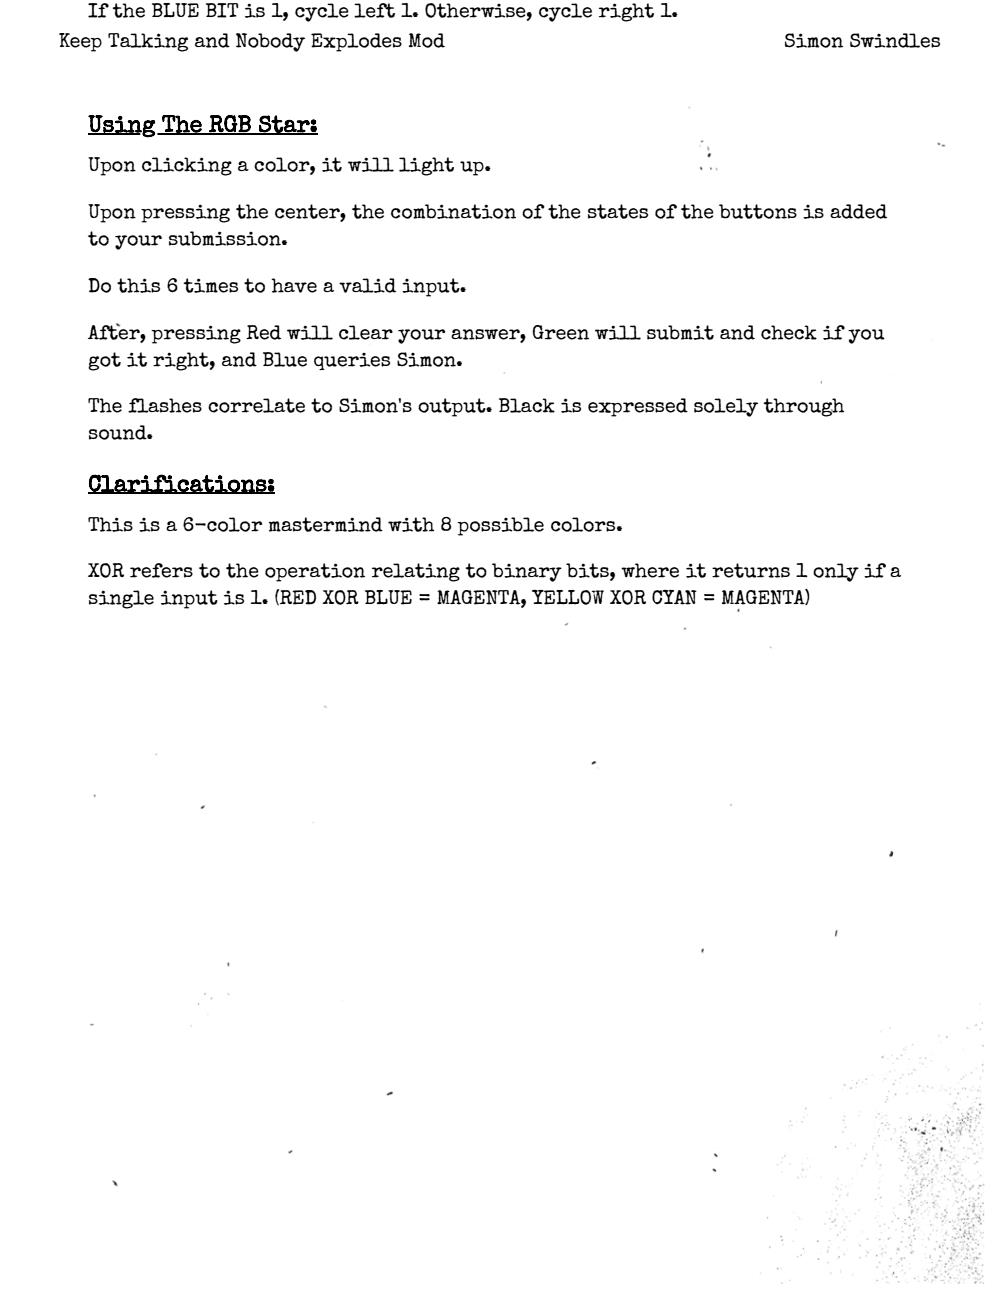 If the BLUE BIT is 1, cycle left 1. Otherwise, cycle right 1.
Keep Talking and Nobody Explodes Mod
Simon Swindles
Using The RGB Star:
Upon clicking a color, it will light up.
Upon pressing the center, the combination of the states of the buttons is added
to your submission.
Do this 6 times to have a valid input.
After, pressing Red will clear your answer, Green will submit and check if you
got it right, and Blue queries Simon.
The flashes correlate to Simon's output. Black is expressed solely through
sound.
Clarifications:
This is a 6-color mastermind with 8 possible colors.
XOR refers to the operation relating to binary bits, where it returns 1 only if a
single input is 1. (RED XOR BLUE = MAGENTA, YELLOW XOR CYAN = MAGENTA)